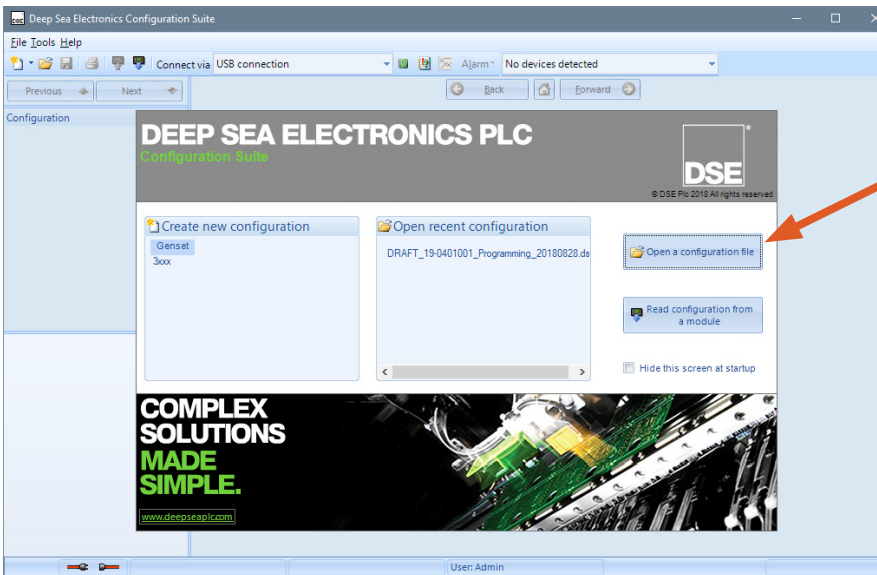 DSE Deep Sea Electronics Configuration Suite
File Tools Help
Connect via USB connection Alarm No devices detected
Previous Next Back Forward
Configuration
DEEP SEA ELECTRONICS PLC
Configuration Suite
DSE
© DSE Plc 2018 All rights reserved
Create new configuration
Genset
3xxx
Open recent configuration
DRAFT_19-0401001_Programming_20180828.ds
Open a configuration file
Read configuration from
a module
Hide this screen at startup
COMPLEX
SOLUTIONS
MADE
SIMPLE.
www.deepseaplc.com
User: Admin